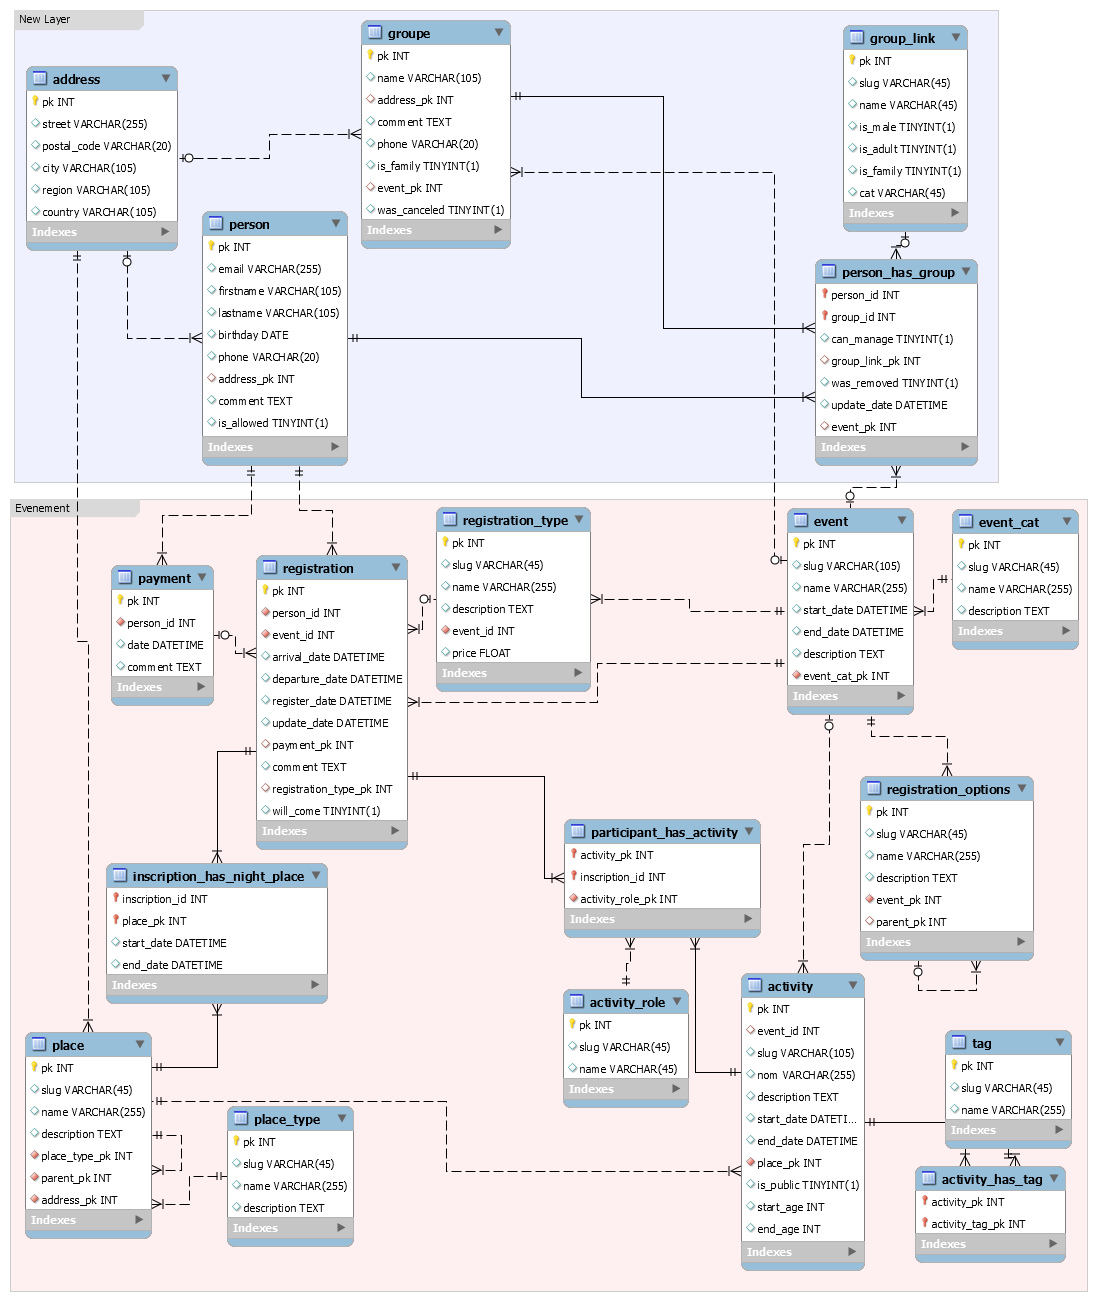 New Layer
groupe
pk INT
name VARCHAR(105)
address_pk INT
comment TEXT
phone VARCHAR(20)
is_family TINYINT(1)
event_pk INT
was_canceled TINYINT(1)
Indexes
group_link
pk INT
slug VARCHAR(45)
name VARCHAR(45)
is_male TINYINT(1)
is_adult TINYINT(1)
is_family TINYINT(1)
cat VARCHAR(45)
Indexes
address
pk INT
street VARCHAR(255)
postal_code VARCHAR(20)
city VARCHAR(105)
region VARCHAR(105)
country VARCHAR(105)
Indexes
person
pk INT
email VARCHAR(255)
firstname VARCHAR(105)
lastname VARCHAR(105)
birthday DATE
phone VARCHAR(20)
address_pk INT
comment TEXT
is_allowed TINYINT(1)
Indexes
person_has_group
person_id INT
group_id INT
can_manage TINYINT(1)
group_link_pk INT
was_removed TINYINT(1)
update_date DATETIME
event_pk INT
Indexes
Evenement
registration_type
pk INT
slug VARCHAR(45)
name VARCHAR(255)
description TEXT
event_id INT
price FLOAT
Indexes
event
pk INT
slug VARCHAR(105)
name VARCHAR(255)
start_date DATETIME
end_date DATETIME
description TEXT
event_cat_pk INT
Indexes
event_cat
pk INT
slug VARCHAR(45)
name VARCHAR(255)
description TEXT
Indexes
payment
pk INT
person_id INT
date DATETIME
comment TEXT
Indexes
registration
pk INT
person_id INT
event_id INT
arrival_date DATETIME
departure_date DATETIME
register_date DATETIME
update_date DATETIME
payment_pk INT
comment TEXT
registration_type_pk INT
will_come TINYINT(1)
Indexes
registration_options
pk INT
slug VARCHAR(45)
name VARCHAR(255)
description TEXT
event_pk INT
parent_pk INT
Indexes
participant_has_activity
activity_pk INT
inscription_id INT
activity_role_pk INT
Indexes
inscription_has_night_place
inscription_id INT
place_pk INT
start_date DATETIME
end_date DATETIME
Indexes
activity_role
pk INT
slug VARCHAR(45)
name VARCHAR(45)
Indexes
activity
pk INT
event_id INT
slug VARCHAR(105)
nom VARCHAR(255)
description TEXT
start_date DATETI...
end_date DATETIME
place_pk INT
is_public TINYINT(1)
start_age INT
end_age INT
Indexes
tag
pk INT
slug VARCHAR(45)
name VARCHAR(255)
Indexes
place
pk INT
slug VARCHAR(45)
name VARCHAR(255)
description TEXT
place_type_pk INT
parent_pk INT
address_pk INT
Indexes
place_type
pk INT
slug VARCHAR(45)
name VARCHAR(255)
description TEXT
Indexes
activity_has_tag
activity_pk INT
activity_tag_pk INT
Indexes